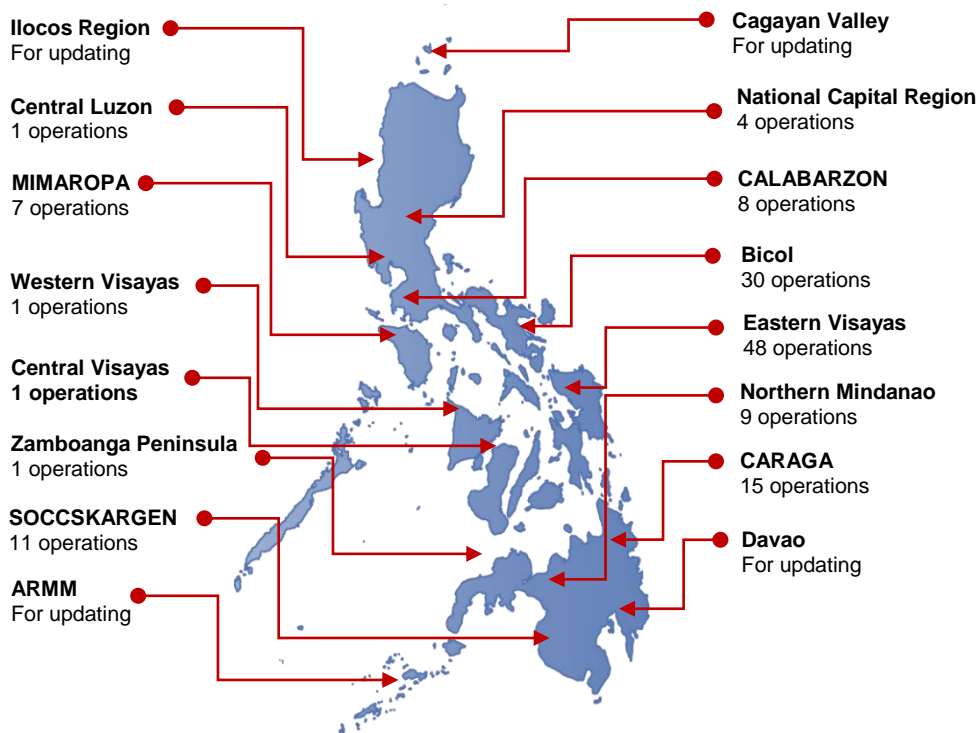 Ilocos Region
For updating
Central Luzon
1 operations
MIMAROPA
7 operations
Western Visayas
1 operations
Central Visayas
1 operations
Zamboanga Peninsula
1 operations
SOCCSKARGEN
11 operations
ARMM
For updating
Cagayan Valley
For updating
National Capital Region
4 operations
CALABARZON
8 operations
Bicol
30 operations
Eastern Visayas
48 operations
Northern Mindanao
9 operations
CARAGA
15 operations
Davao
For updating